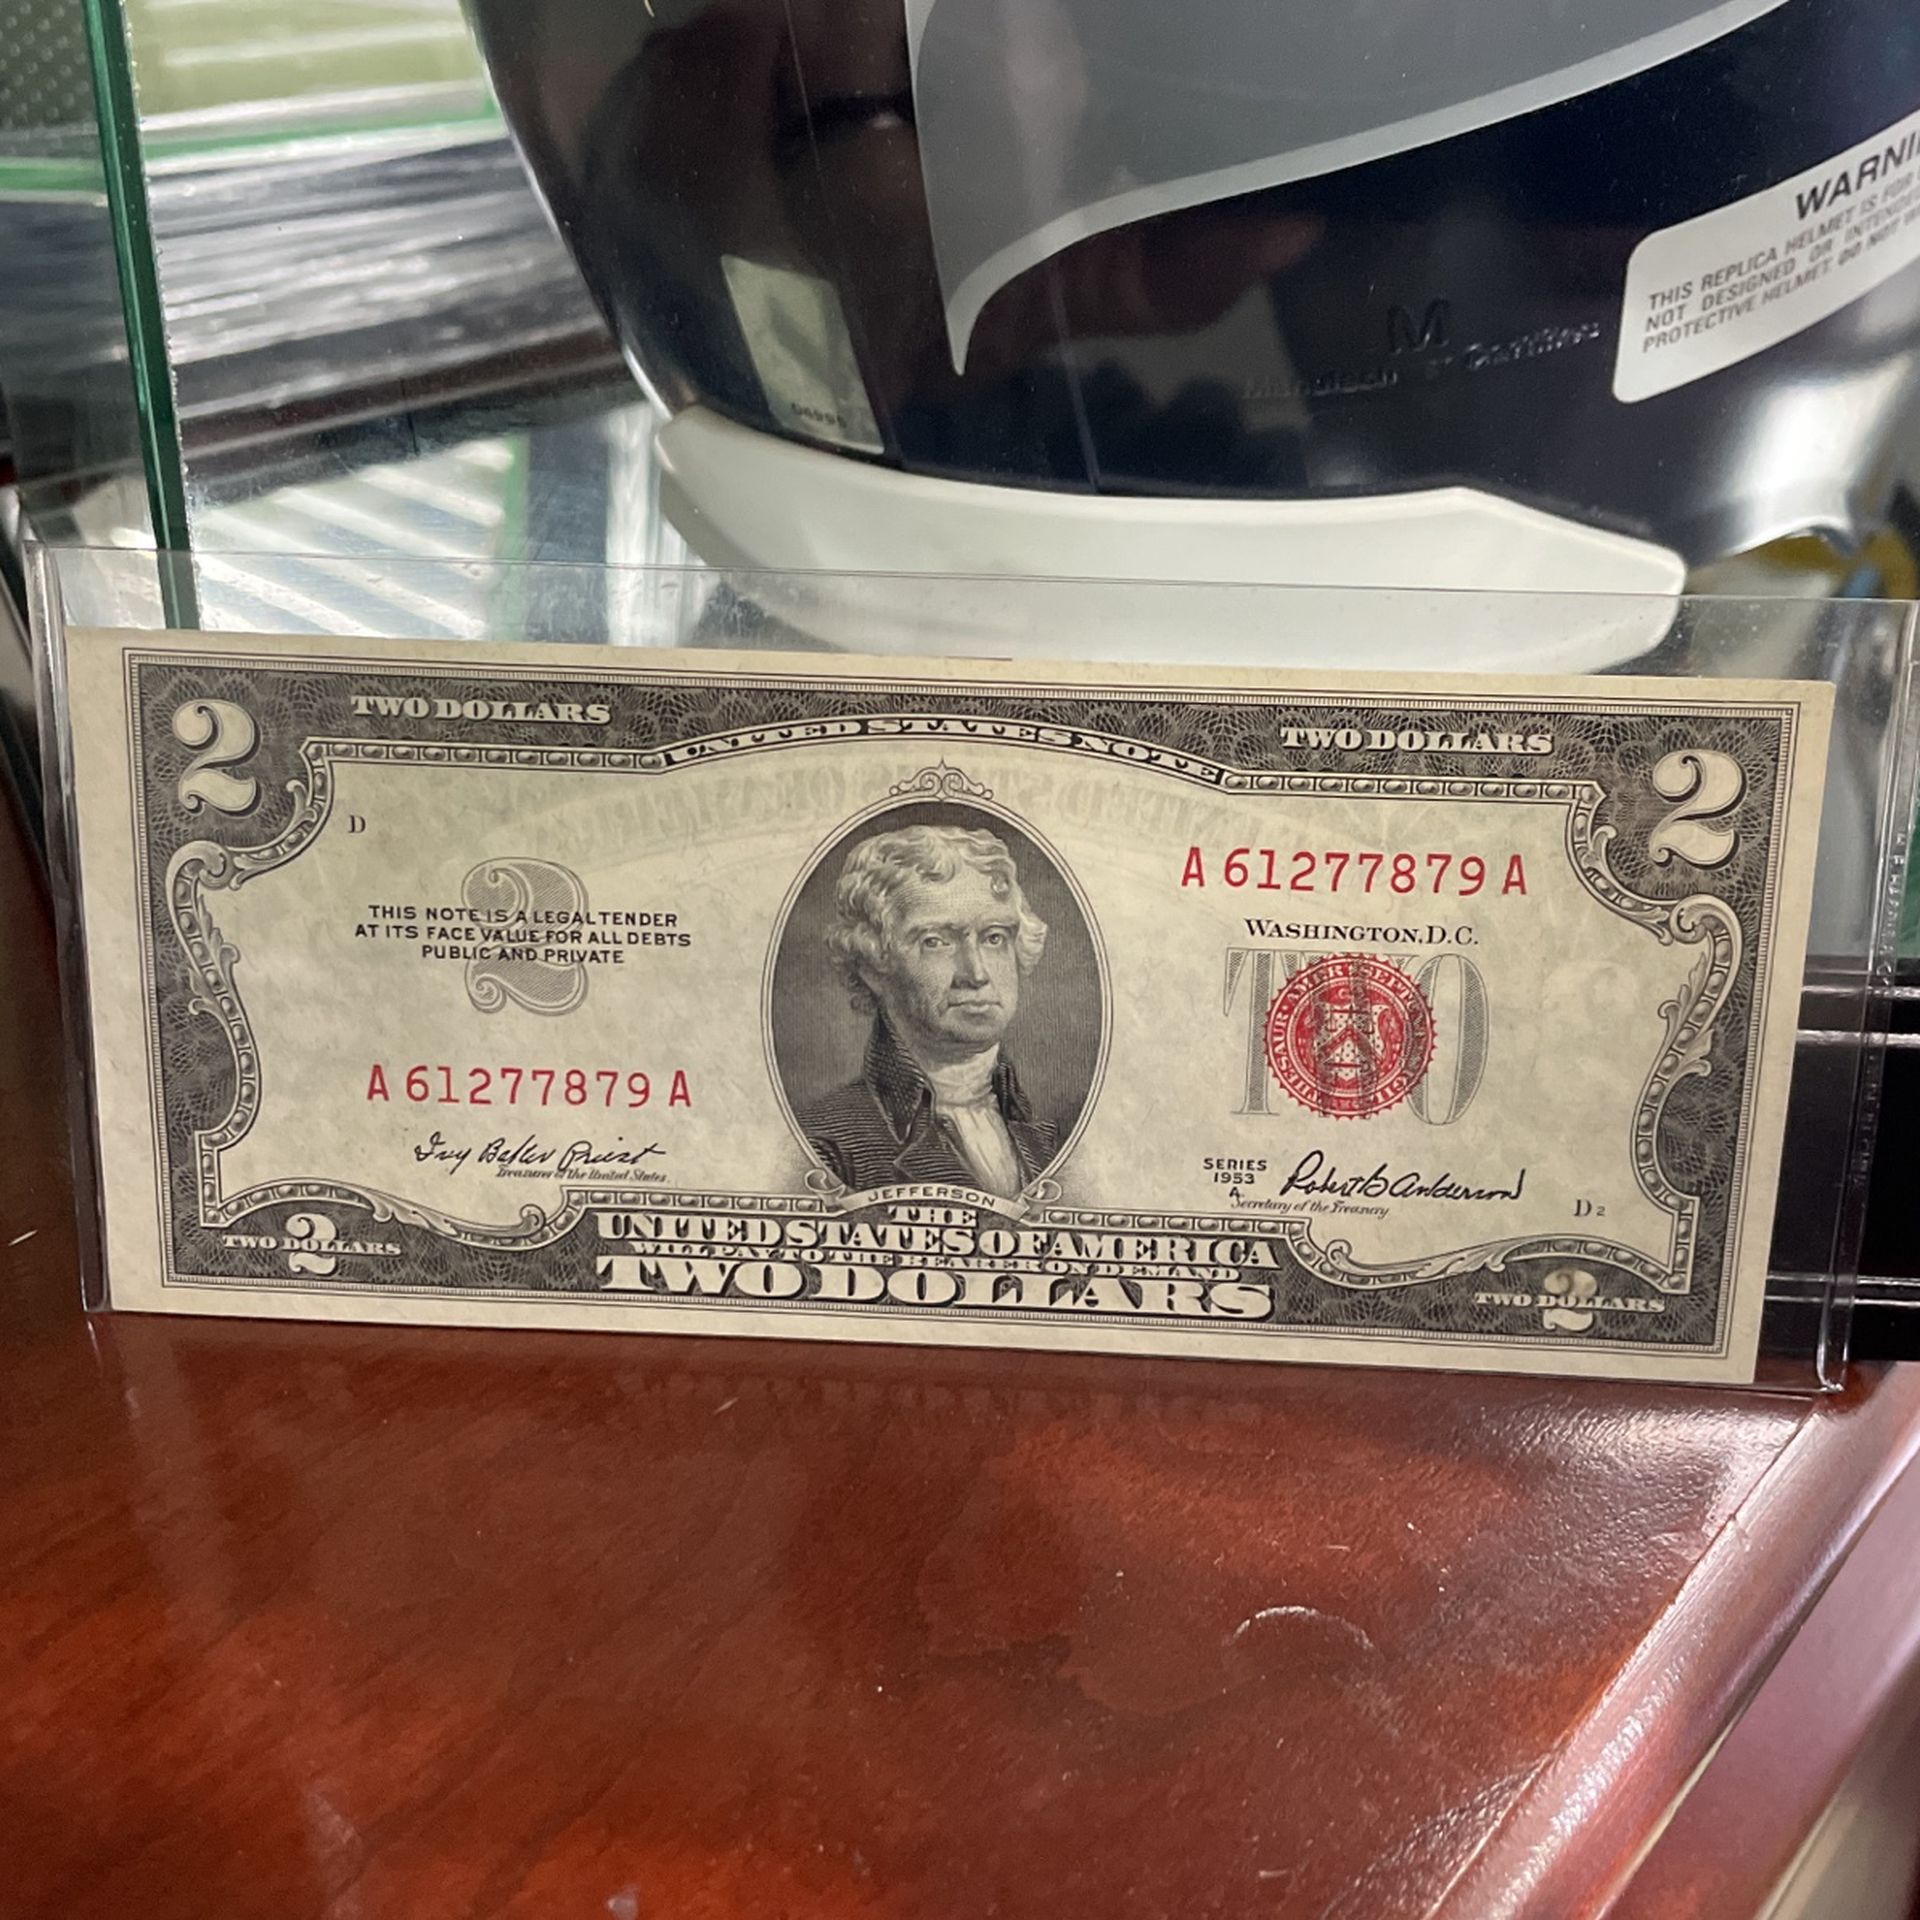 WARNI
THIS REPLICA HELMET IS FOR
NOT DESIGNED OR INTENDE
PROTECTIVE HELMET. DO NOT W
M
2
TWO DOLLARS
UNITED STATES NOTE
TWO DOLLARS
2
D
2
THIS NOTE IS A LEGAL TENDER
AT ITS FACE VALUE FOR ALL DEBTS
PUBLIC AND PRIVATE
A 61277879 A
WASHINGTON, D.C.
TWO
A 61277879 A
Ivy Baker Priest
Treasurer of the United States.
SERIES
1953
A
Robert B Anderson
Secretary of the Treasury
D 2
JEFFERSON
THE
UNITED STATES OF AMERICA
WILL PAY TO THE BEARER ON DEMAND
TWO DOLLARS
2
TWO DOLLARS
2
TWO DOLLARS